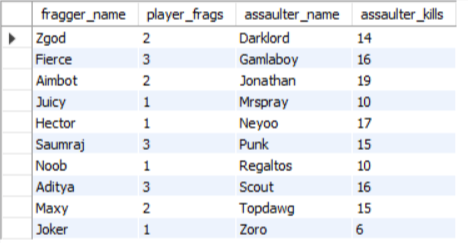 fragger_name player_frags assaulter_name assaulter_kills
Zgod 2 Darklord 14
Fierce 3 Gamlaboy 16
Aimbot 2 Jonathan 19
Juicy 1 Mrspray 10
Hector 1 Neyoo 17
Saumraj 3 Punk 15
Noob 1 Regaltos 10
Aditya 3 Scout 16
Maxy 2 Topdawg 15
Joker 1 Zoro 6